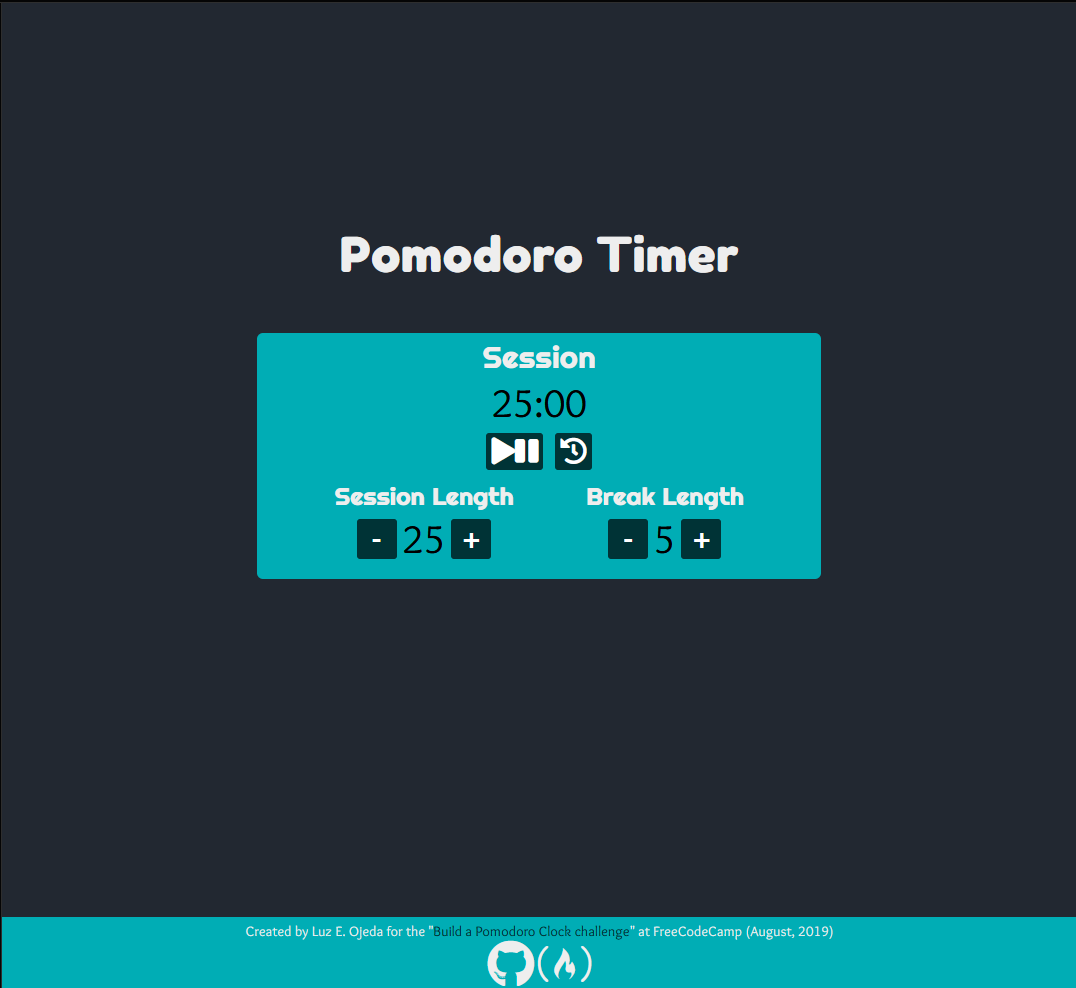 Pomodoro Timer
Session
25:00
Session Length
Break Length
- 25 +
- 5 +
Created by Luz E. Ojeda for the "Build a Pomodoro Clock challenge" at FreeCodeCamp (August, 2019)